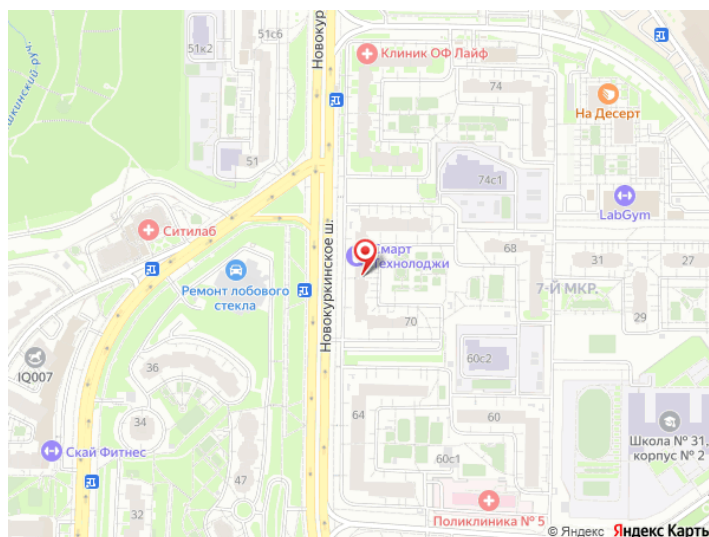 51с6
51к2
Новокур
Клиник ОФ Лайф
74
На Десерт
шкинский руч.
51
74с1
LabGym
Ситилаб
Новокуркинское ш.
Смарт
Технолоджи
68
31
27
Ремонт лобового
стекла
7-Й МКР.
70
29
IQ007
36
60с2
34
64
60
Школа № 31,
корпус № 2
Скай Фитнес
47
60с1
32
Поликлиника № 5
© Яндекс Яндекс Карты